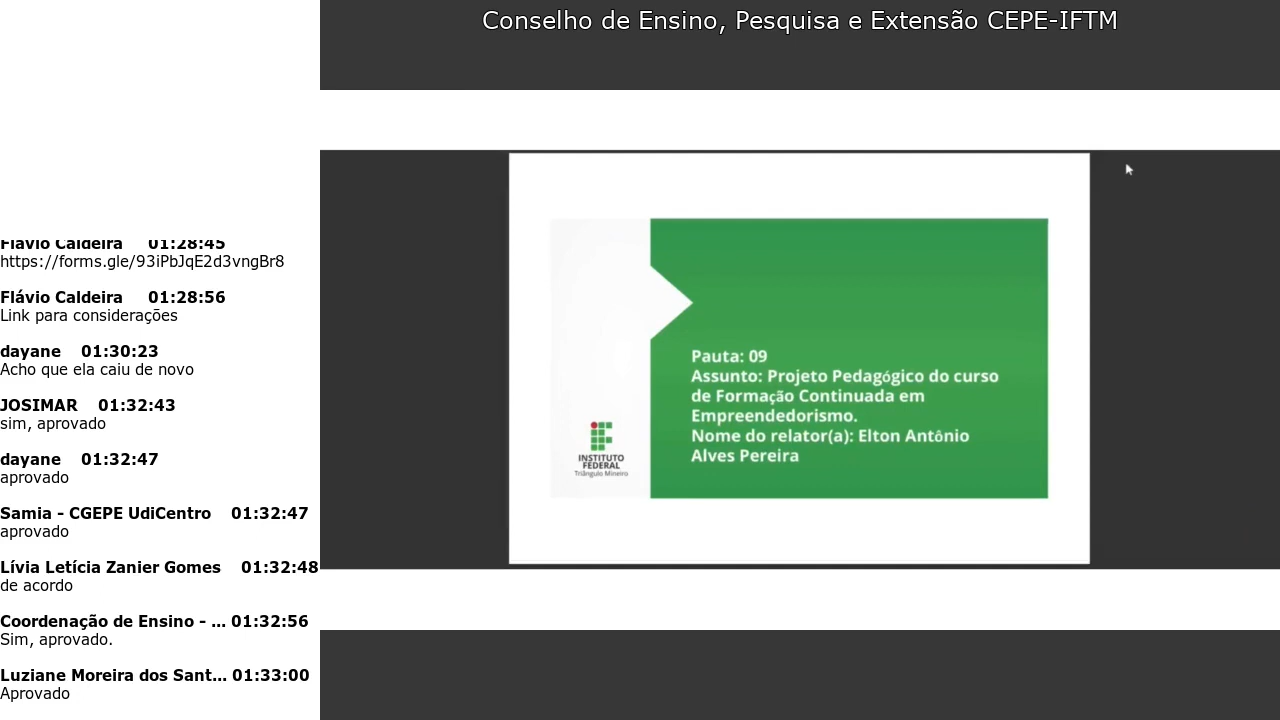 Conselho de Ensino, Pesquisa e Extensão CEPE-IFTM
Flávio Caldeira 01:28:45
https://forms.gle/93iPbJqE2d3vngBr8
Flávio Caldeira 01:28:56
Link para considerações
dayane 01:30:23
Acho que ela caiu de novo
JOSIMAR 01:32:43
sim, aprovado
dayane 01:32:47
aprovado
Samia - CGEPE UdiCentro 01:32:47
aprovado
Lívia Letícia Zanier Gomes 01:32:48
de acordo
Coordenação de Ensino - ... 01:32:56
Sim, aprovado.
Luziane Moreira dos Sant... 01:33:00
Aprovado
Pauta: 09
Assunto: Projeto Pedagógico do curso
de Formação Continuada em
Empreendedorismo.
Nome do relator(a): Elton Antônio
Alves Pereira
INSTITUTO
FEDERAL
Triângulo Mineiro